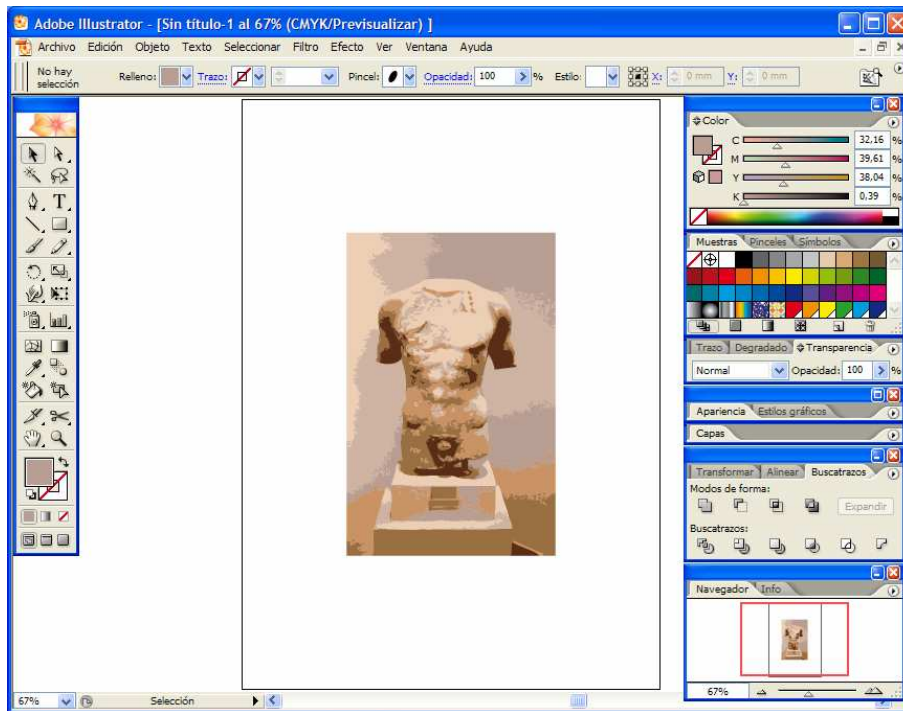 Adobe Illustrator - [Sin título-1 al 67% (CMYK/Previsualizar) ]
Archivo Edición Objeto Texto Seleccionar Filtro Efecto Ver Ventana Ayuda
No hay selección Relleno: Trazo: Pincel: Opacidad: 100 % Estilo: X: 0 mm Y: 0 mm
Color
C 32,16 %
M 39,61 %
Y 38,04 %
K 0,39 %
Muestras Pinceles Símbolos
Trazo Degradado Transparencia
Normal Opacidad: 100 %
Apariencia Estilos gráficos
Capas
Transformar Alinear Buscatrazos
Modos de forma:
Expandir
Buscatrazos:
Navegador Info
67%
67% Selección